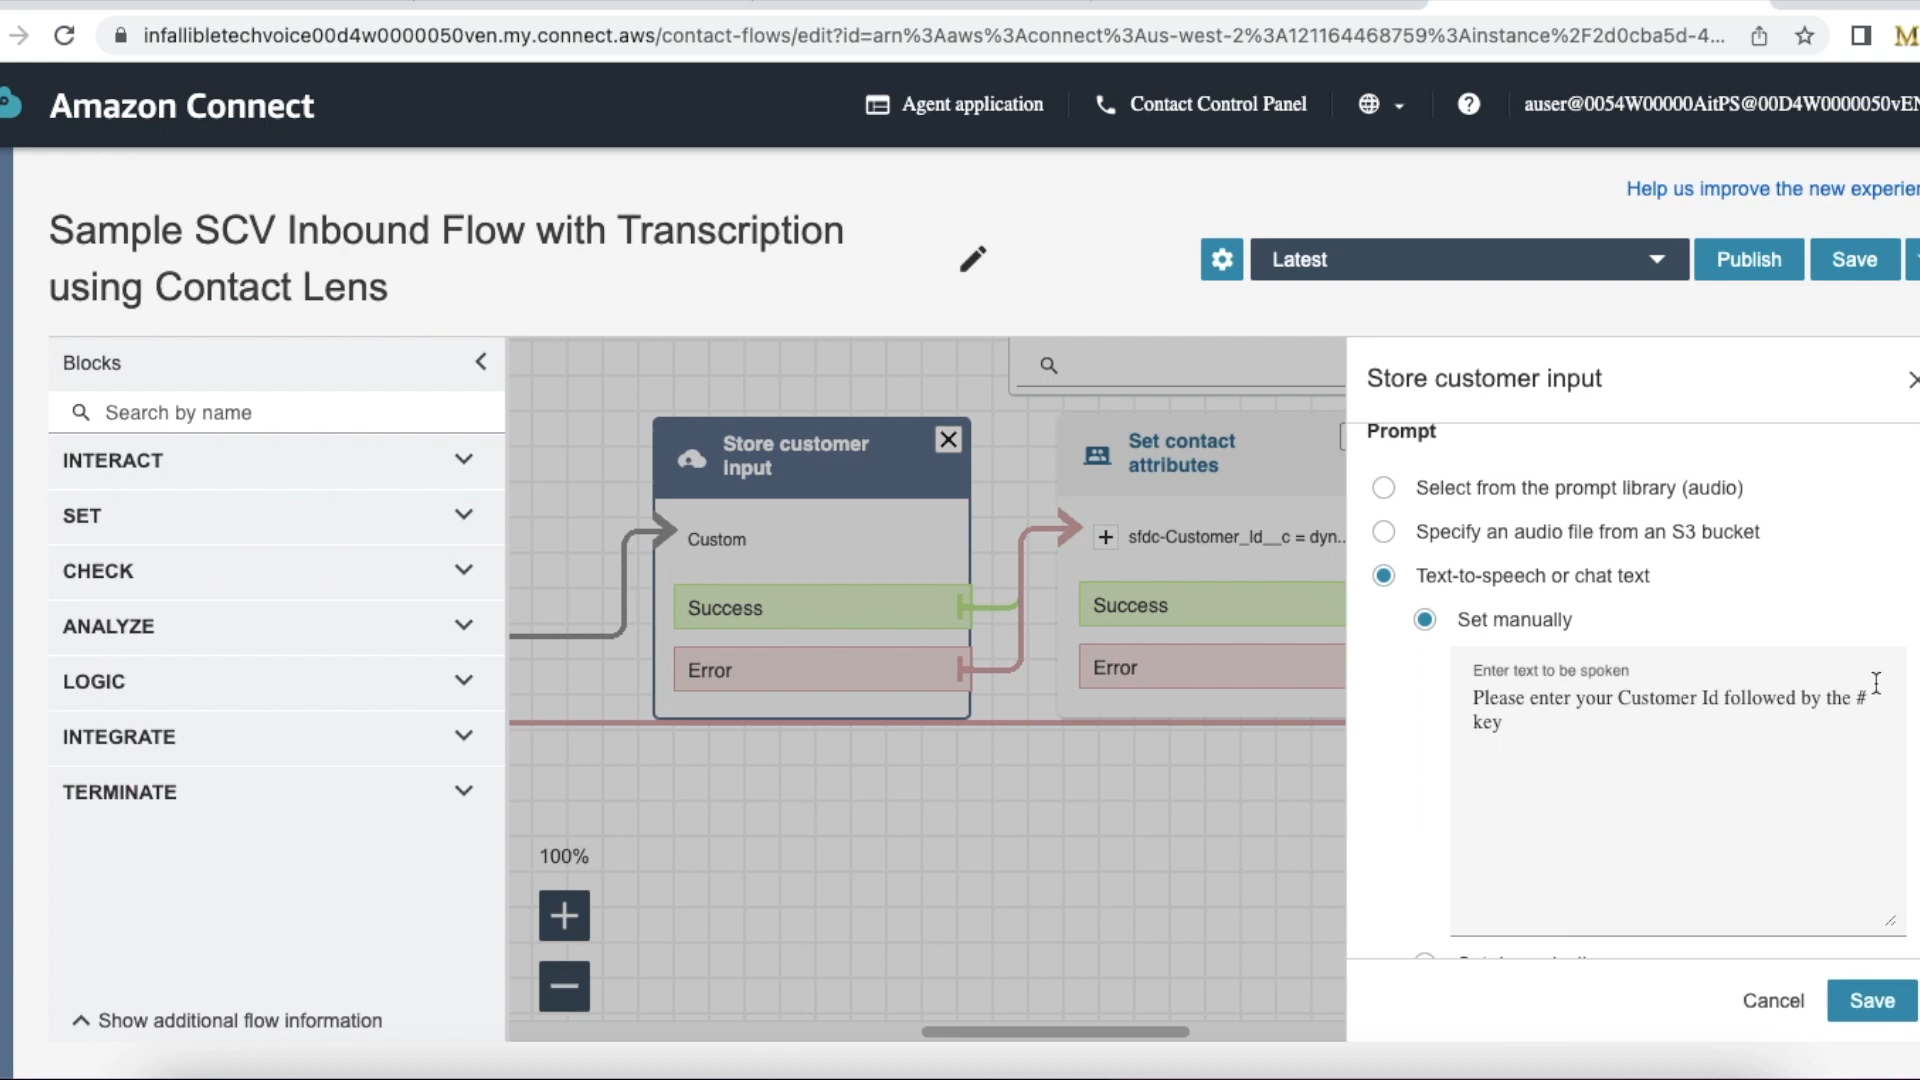 infallibletechvoice00d4w0000050ven.my.connect.aws/contact-flows/edit?id=arn%3Aaws%3Aconnect%3Aus-west-2%3A121164468759%3Ainstance%2F2d0cba5d-4...
M
Amazon Connect
Agent application
Contact Control Panel
auser@0054W00000AitPS@00D4W0000050vEN
Help us improve the new experien
Sample SCV Inbound Flow with Transcription
using Contact Lens
Latest
Publish
Save
Blocks
Search by name
INTERACT
SET
CHECK
ANALYZE
LOGIC
INTEGRATE
TERMINATE
Show additional flow information
Store customer
input
Custom
Success
Error
Set contact
attributes
sfdc-Customer_Id__c = dyn...
Success
Error
100%
Store customer input
Prompt
Select from the prompt library (audio)
Specify an audio file from an S3 bucket
Text-to-speech or chat text
Set manually
Enter text to be spoken
Please enter your Customer Id followed by the #
key
Cancel
Save